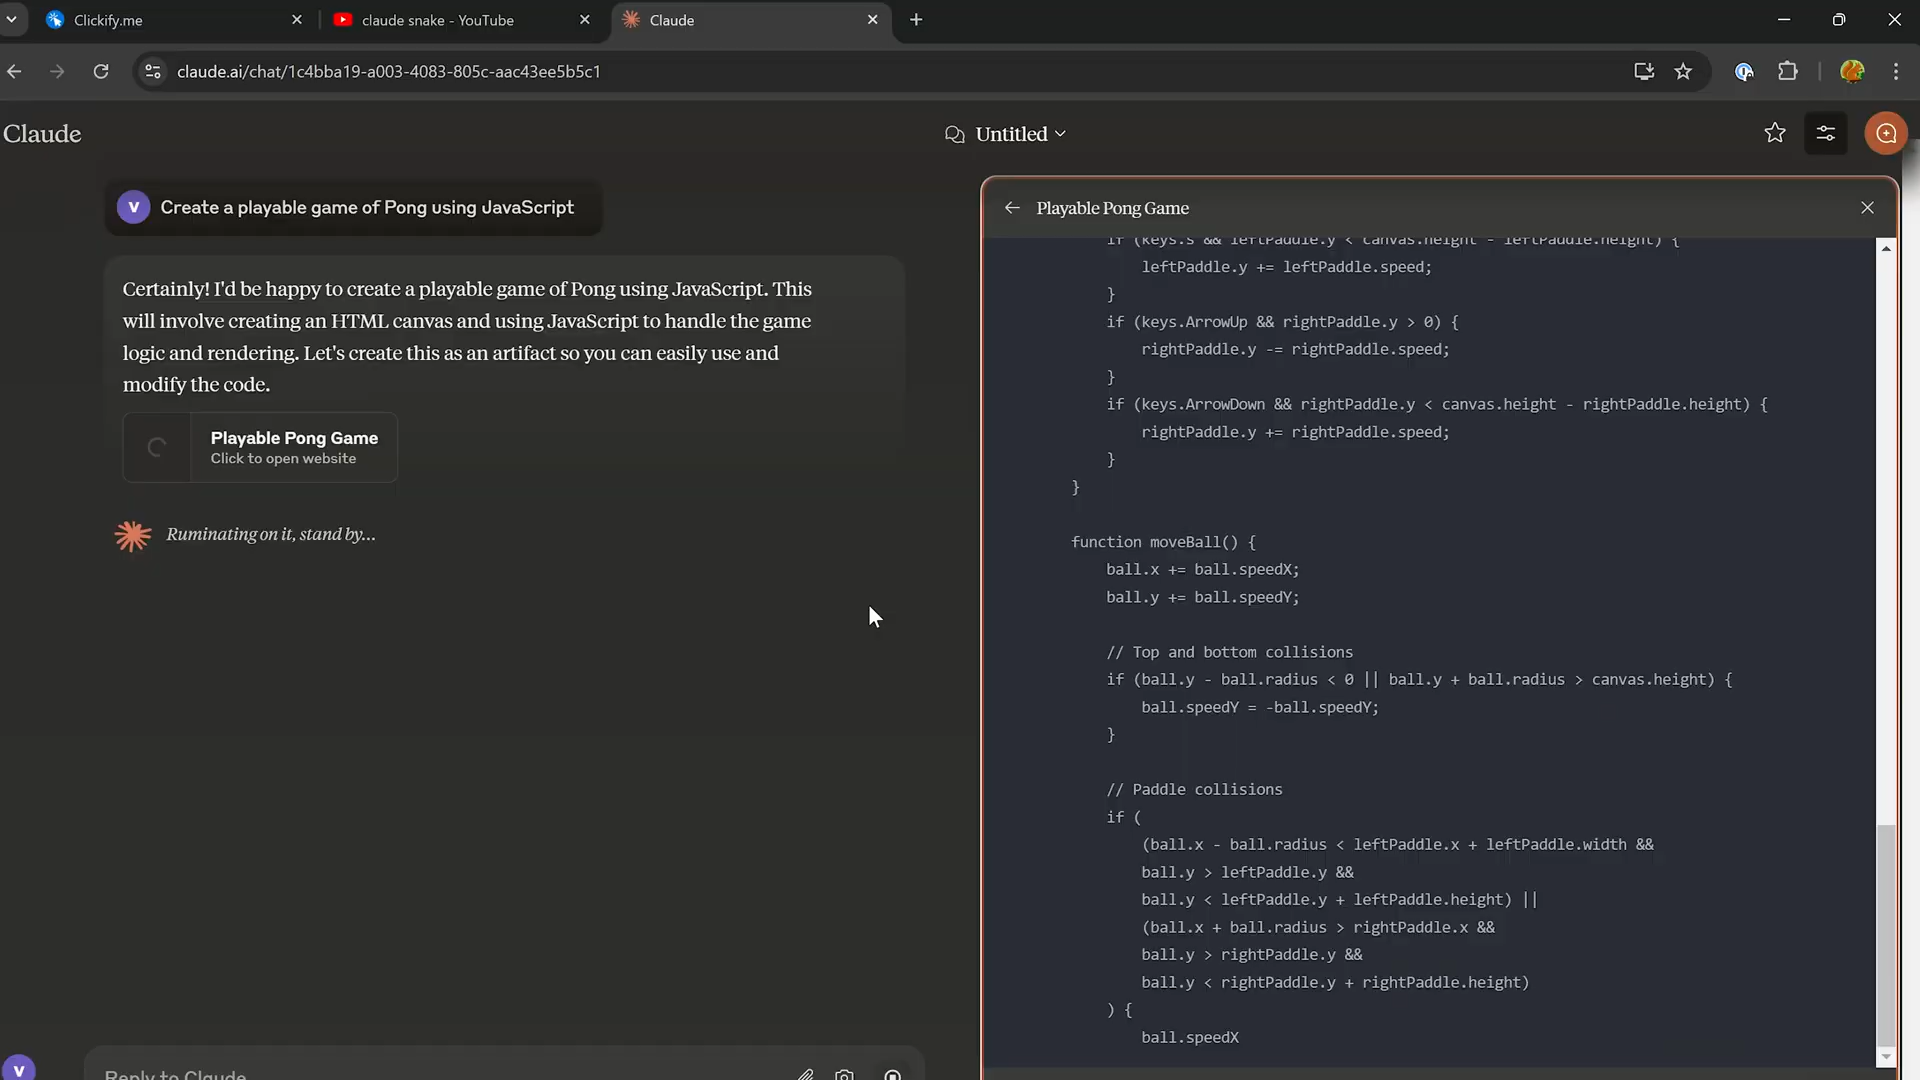 Clickify.me
claude snake - YouTube
Claude
claude.ai/chat/1c4bba19-a003-4083-805c-aac43ee5b5c1
Claude
Untitled
V
Create a playable game of Pong using JavaScript
Certainly! I'd be happy to create a playable game of Pong using JavaScript. This
will involve creating an HTML canvas and using JavaScript to handle the game
logic and rendering. Let's create this as an artifact so you can easily use and
modify the code.
Playable Pong Game
Click to open website
Ruminating on it, stand by...
V
Reply to Claude
Playable Pong Game
if (keys.s && leftPaddle.y < canvas.height - leftPaddle.height) {
leftPaddle.y += leftPaddle.speed;
}
if (keys.ArrowUp && rightPaddle.y > 0) {
rightPaddle.y -= rightPaddle.speed;
}
if (keys.ArrowDown && rightPaddle.y < canvas.height - rightPaddle.height) {
rightPaddle.y += rightPaddle.speed;
}
}
function moveBall() {
ball.x += ball.speedX;
ball.y += ball.speedY;
// Top and bottom collisions
if (ball.y - ball.radius < 0 || ball.y + ball.radius > canvas.height) {
ball.speedY = -ball.speedY;
}
// Paddle collisions
if (
(ball.x - ball.radius < leftPaddle.x + leftPaddle.width &&
ball.y > leftPaddle.y &&
ball.y < leftPaddle.y + leftPaddle.height) ||
(ball.x + ball.radius > rightPaddle.x &&
ball.y > rightPaddle.y &&
ball.y < rightPaddle.y + rightPaddle.height)
) {
ball.speedX